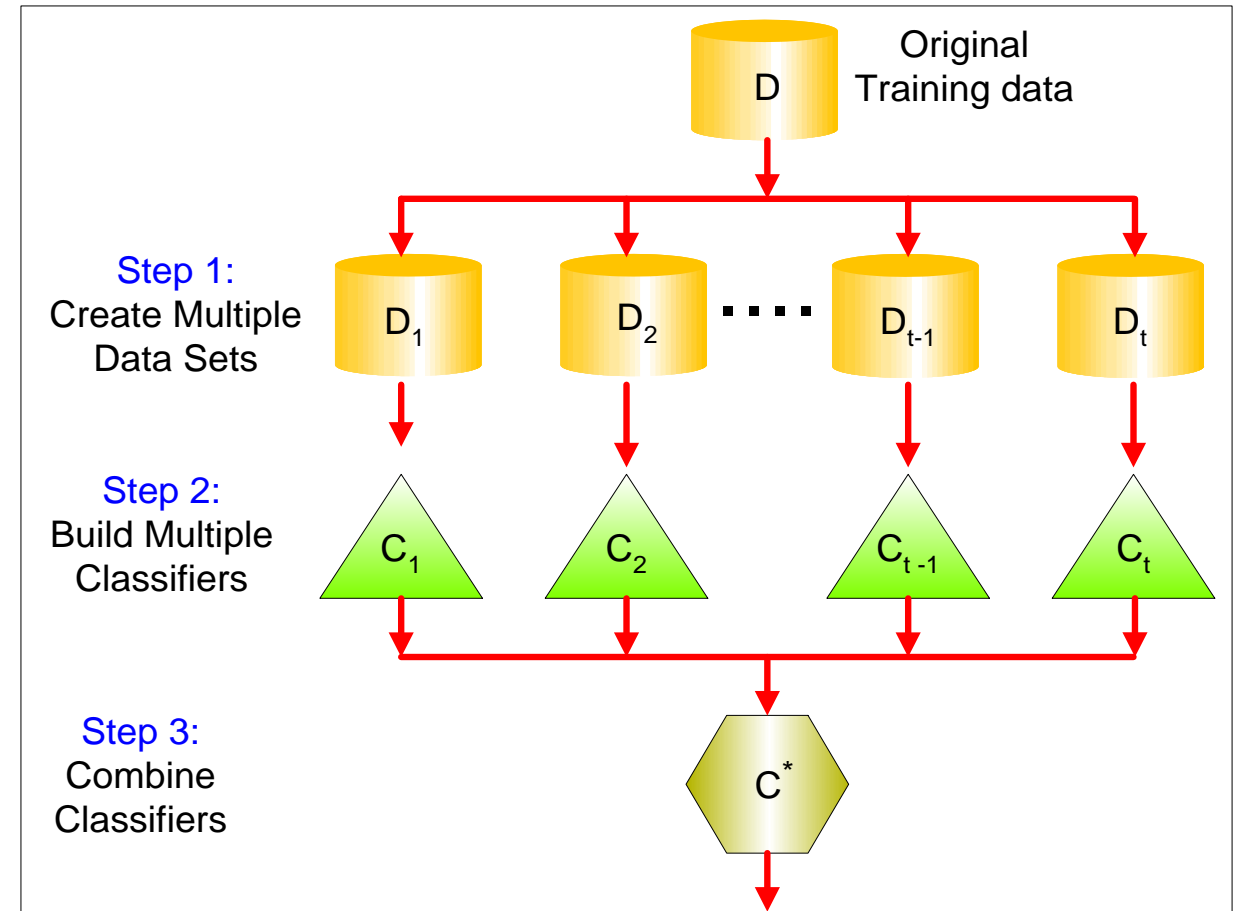 D
Original
Training data
Step 1:
Create Multiple
Data Sets
D1
D2
....
Dt-1
Dt
Step 2:
Build Multiple
Classifiers
C1
C2
Ct -1
Ct
Step 3:
Combine
Classifiers
C*